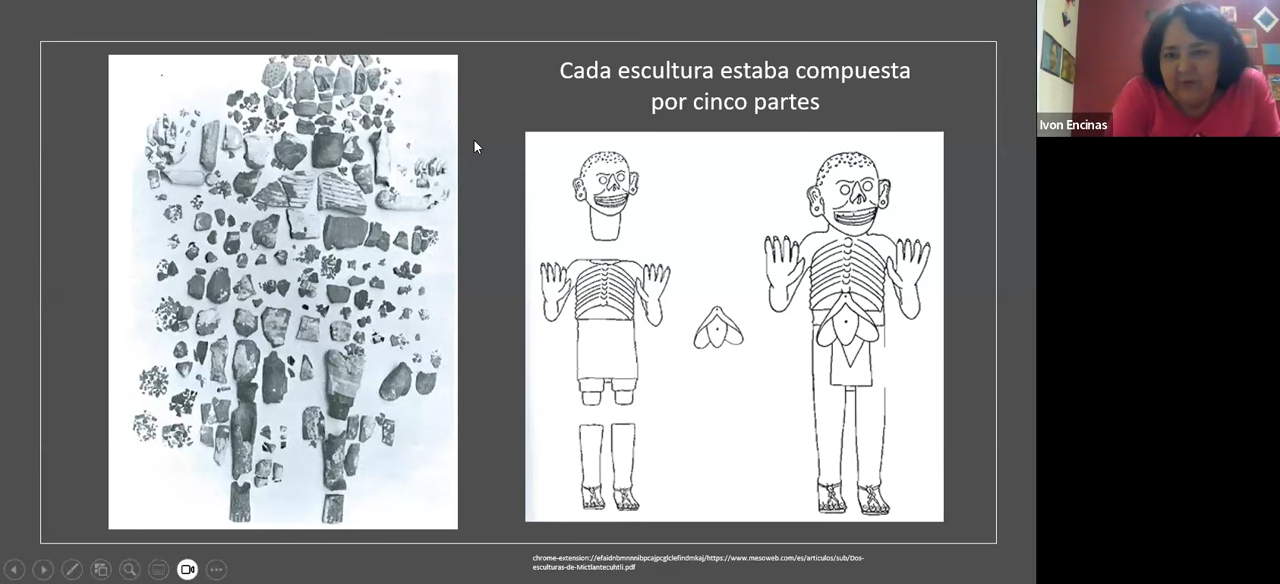 Cada escultura estaba compuesta
por cinco partes
Ivon Encinas
chrome-extension://efaidnbmnnnibpcajpcglclefindmkaj/https://www.mesoweb.com/es/articulos/sub/Dos-
esculturas-de-Mictlantecuhtli.pdf